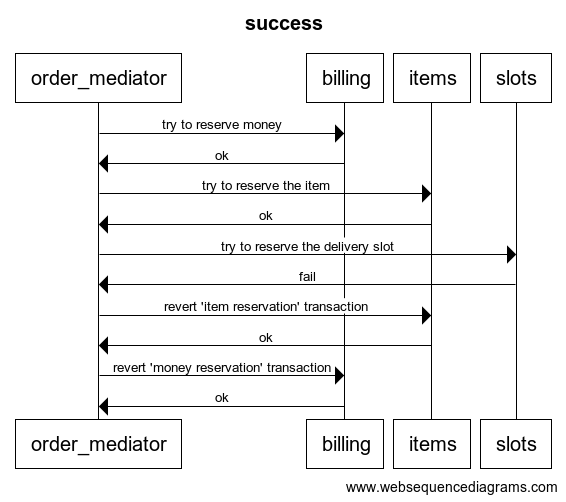 success
order_mediator
billing
items
slots
try to reserve money
ok
try to reserve the item
ok
try to reserve the delivery slot
fail
revert 'item reservation' transaction
ok
revert 'money reservation' transaction
ok
order_mediator
billing
items
slots
www.websequencediagrams.com